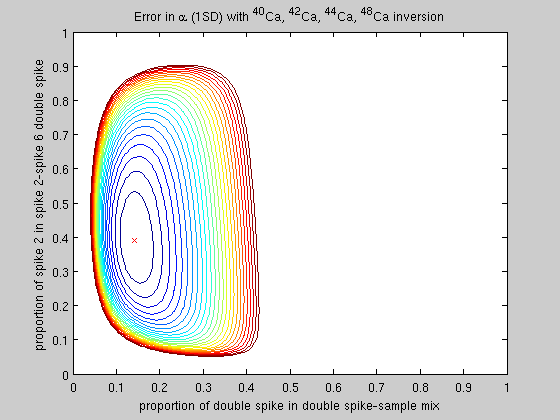 Error in α (1SD) with ⁴⁰Ca, ⁴²Ca, ⁴⁴Ca, ⁴⁸Ca inversion
proportion of spike 2 in spike 2-spike 6 double spike
1
0.9
0.8
0.7
0.6
0.5
0.4
0.3
0.2
0.1
0
0 0.1 0.2 0.3 0.4 0.5 0.6 0.7 0.8 0.9 1
proportion of double spike in double spike-sample mix